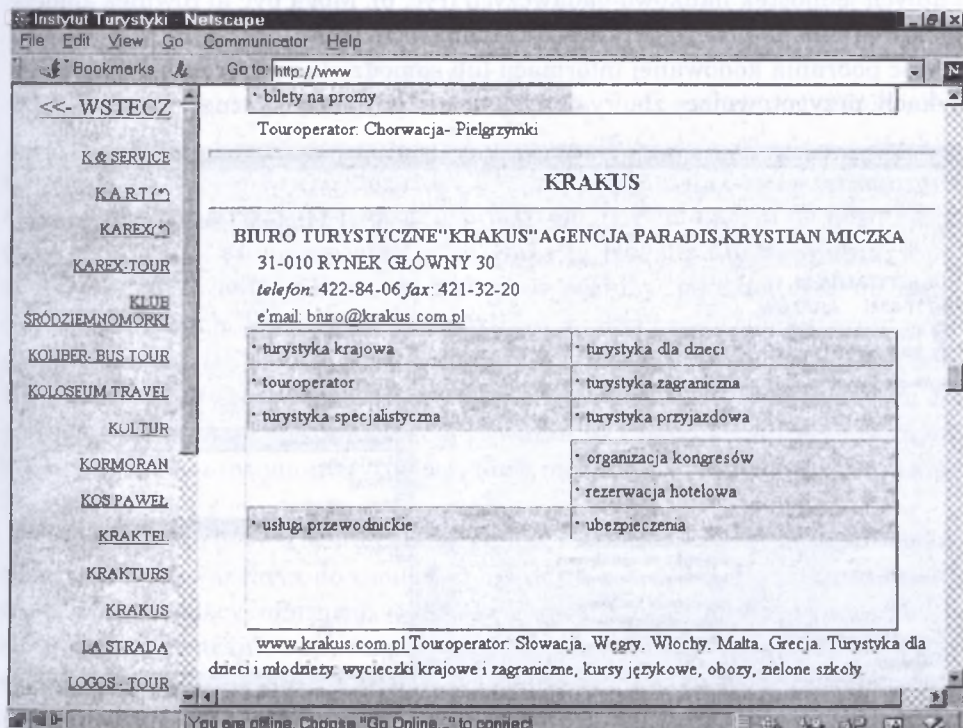 Instytut Turystyki - Netscape
File Edit View Go Communicator Help
Bookmarks Go to: http://www
<<- WSTECZ
K & SERVICE
K A R T (*)
KAREX(*)
KAREX-TOUR
KLUB
ŚRÓDZIEMNOMORKI
KOLIBER- BUS TOUR
KOLOSEUM TRAVEL
KULTUR
KORMORAN
KOS PAWEŁ
KRAKTEL
KRAKTURS
KRAKUS
LA STRADA
LOGOS - TOUR
* bilety na promy
Touroperator: Chorwacja- Pielgrzymki
KRAKUS
BIURO TURYSTYCZNE"KRAKUS"AGENCJA PARADIS,KRYSTIAN MICZKA
31-010 RYNEK GŁÓWNY 30
telefon: 422-84-06 fax: 421-32-20
e'mail: biuro@krakus.com.pl
* turystyka krajowa * turystyka dla dzieci
* touroperator * turystyka zagraniczna
* turystyka specjalistyczna * turystyka przyjazdowa
* organizacja kongresów
* rezerwacja hotelowa
* usługi przewodnickie * ubezpieczenia
www.krakus.com.pl Touroperator: Słowacja, Węgry, Włochy, Malta, Grecja. Turystyka dla
dzieci i młodzieży wycieczki krajowe i zagraniczne, kursy językowe, obozy, zielone szkoły.
You are offline. Choose "Go Online..." to connect